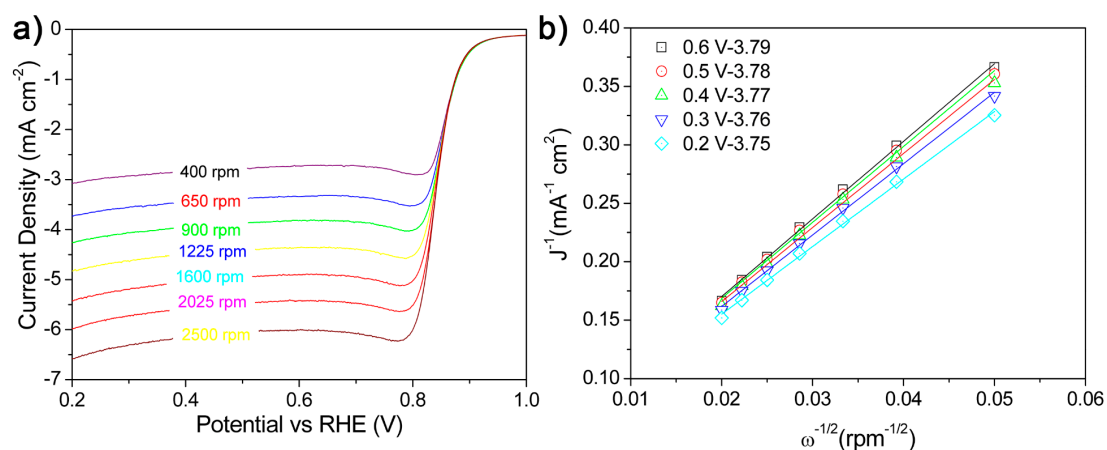 a)
0
-1
-2
-3
-4
-5
-6
-7
Current Density (mA cm⁻²)
400 rpm
650 rpm
900 rpm
1225 rpm
1600 rpm
2025 rpm
2500 rpm
0.2
0.4
0.6
0.8
1.0
Potential vs RHE (V)
b)
0.40
0.35
0.30
0.25
0.20
0.15
0.10
J⁻¹(mA⁻¹ cm²)
0.6 V-3.79
0.5 V-3.78
0.4 V-3.77
0.3 V-3.76
0.2 V-3.75
0.01
0.02
0.03
0.04
0.05
0.06
ω⁻¹/²(rpm⁻¹/²)